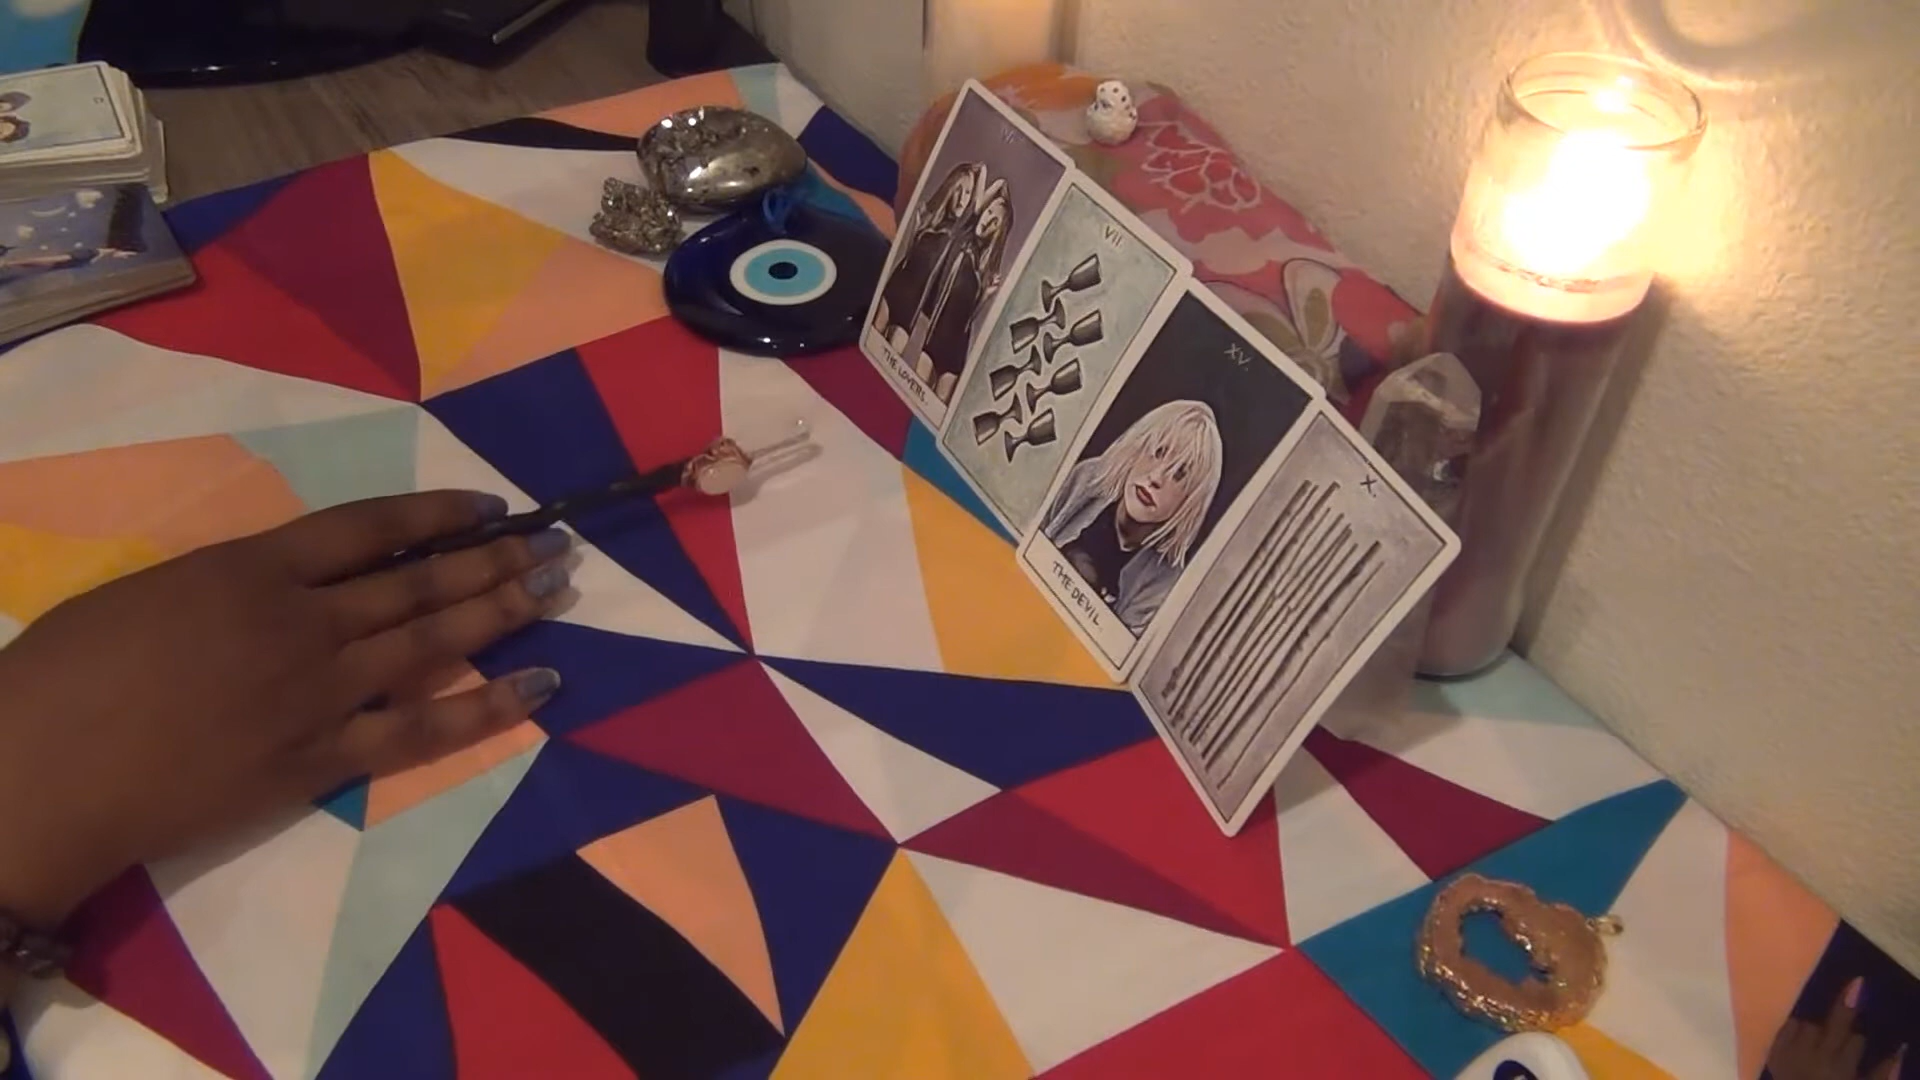 VI.
THE LOVERS.
VII.
XV.
THE DEVIL.
X.